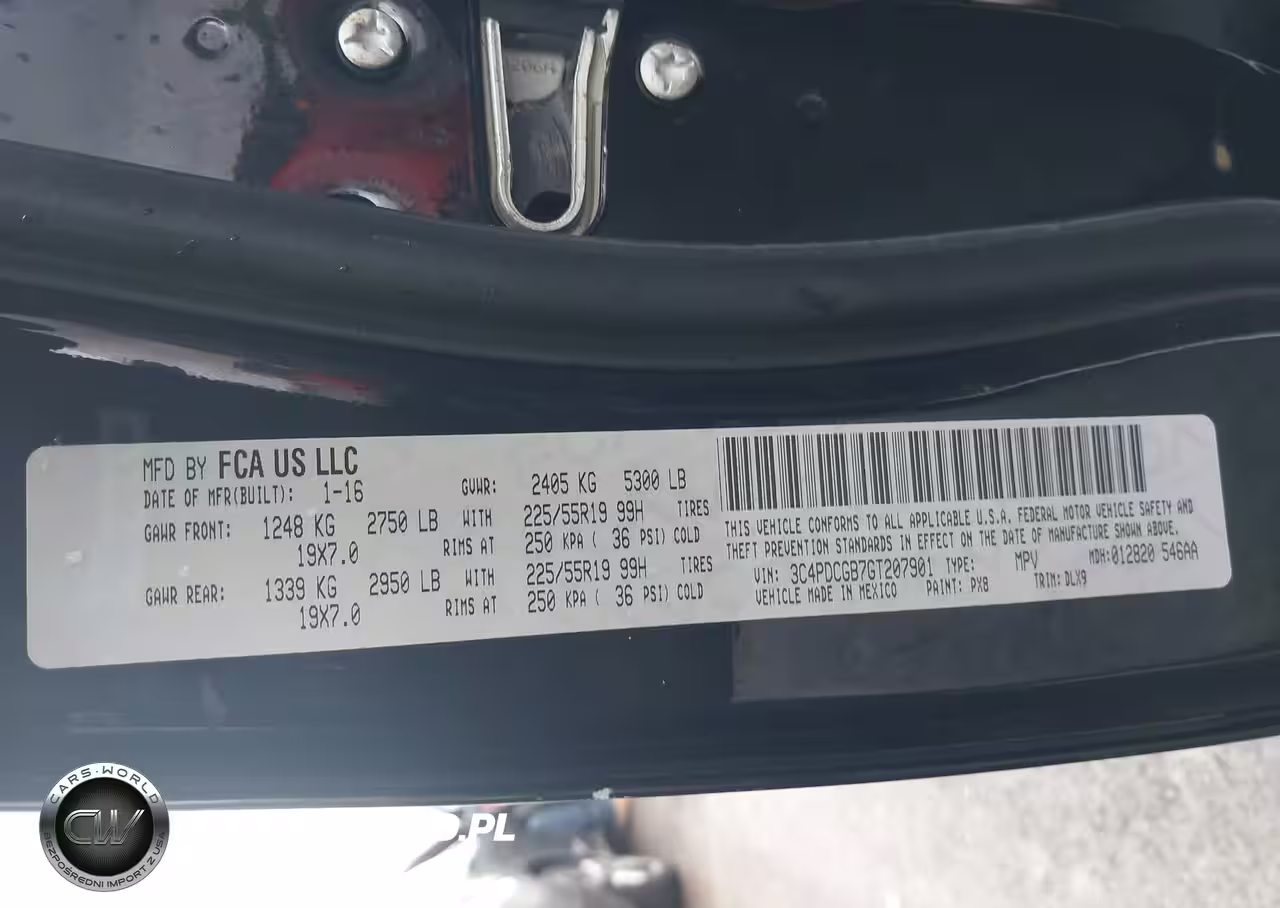 MFD BY FCA US LLC
DATE OF MFR(BUILT): 1-16 GVWR: 2405 KG 5300 LB
GAWR FRONT: 1248 KG 2750 LB WITH 225/55R19 99H TIRES
19X7.0 RIMS AT 250 KPA ( 36 PSI) COLD
GAWR REAR: 1339 KG 2950 LB WITH 225/55R19 99H TIRES
19X7.0 RIMS AT 250 KPA ( 36 PSI) COLD
THIS VEHICLE CONFORMS TO ALL APPLICABLE U.S.A. FEDERAL MOTOR VEHICLE SAFETY AND
THEFT PREVENTION STANDARDS IN EFFECT ON THE DATE OF MANUFACTURE SHOWN ABOVE.
VIN: 3C4PDCGB7GT207901 TYPE: MPV MDH:012820 546AA
VEHICLE MADE IN MEXICO PAINT: PX8 TRIM: DLX9
CARS·WORLD
CW
BEZPOŚREDNI IMPORT Z USA
.PL